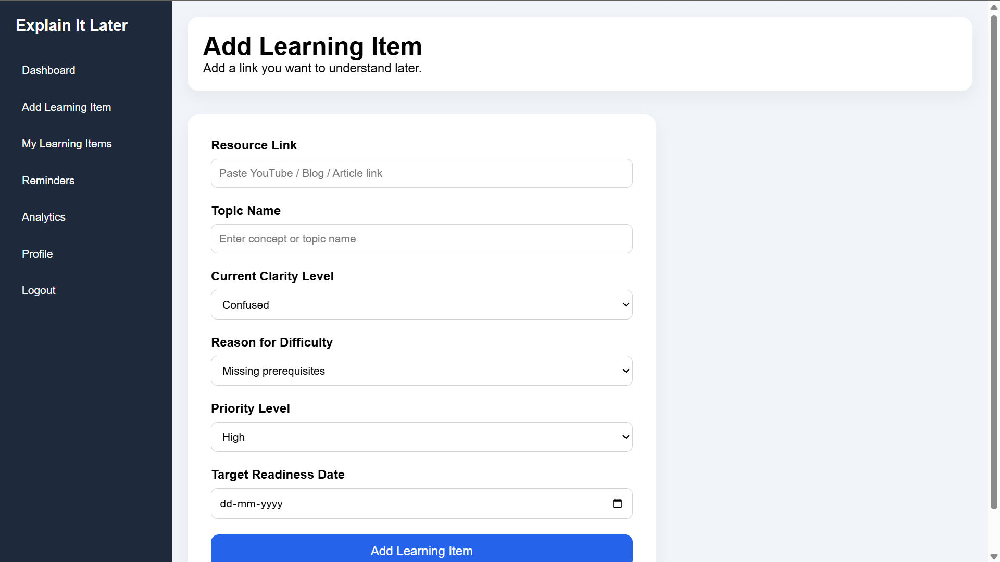 Explain It Later
Dashboard
Add Learning Item
My Learning Items
Reminders
Analytics
Profile
Logout
Add Learning Item
Add a link you want to understand later.
Resource Link
Paste YouTube / Blog / Article link
Topic Name
Enter concept or topic name
Current Clarity Level
Confused
Reason for Difficulty
Missing prerequisites
Priority Level
High
Target Readiness Date
dd-mm-yyyy
Add Learning Item